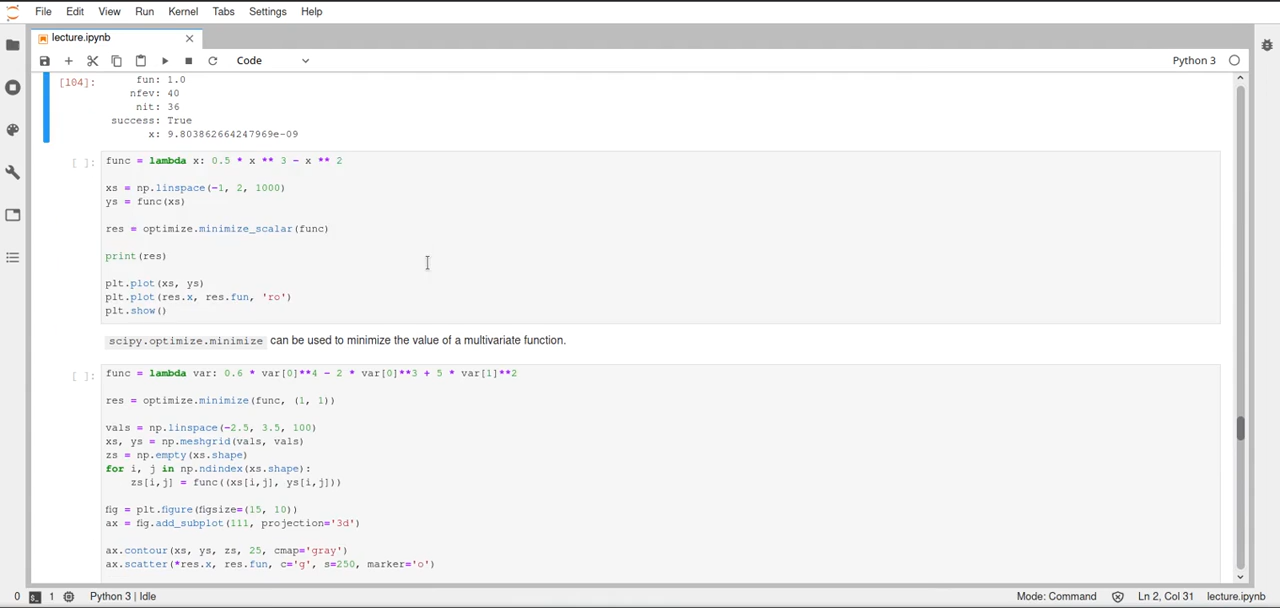 File Edit View Run Kernel Tabs Settings Help
lecture.ipynb
Code
Python 3
[104]:
fun: 1.0
nfev: 40
nit: 36
success: True
x: 9.803862664247969e-09
[ ]:
func = lambda x: 0.5 * x ** 3 - x ** 2
xs = np.linspace(-1, 2, 1000)
ys = func(xs)
res = optimize.minimize_scalar(func)
print(res)
plt.plot(xs, ys)
plt.plot(res.x, res.fun, 'ro')
plt.show()
scipy.optimize.minimize can be used to minimize the value of a multivariate function.
[ ]:
func = lambda var: 0.6 * var[0]**4 - 2 * var[0]**3 + 5 * var[1]**2
res = optimize.minimize(func, (1, 1))
vals = np.linspace(-2.5, 3.5, 100)
xs, ys = np.meshgrid(vals, vals)
zs = np.empty(xs.shape)
for i, j in np.ndindex(xs.shape):
zs[i,j] = func((xs[i,j], ys[i,j]))
fig = plt.figure(figsize=(15, 10))
ax = fig.add_subplot(111, projection='3d')
ax.contour(xs, ys, zs, 25, cmap='gray')
ax.scatter(*res.x, res.fun, c='g', s=250, marker='o')
0 1 Python 3 | Idle Mode: Command Ln 2, Col 31 lecture.ipynb